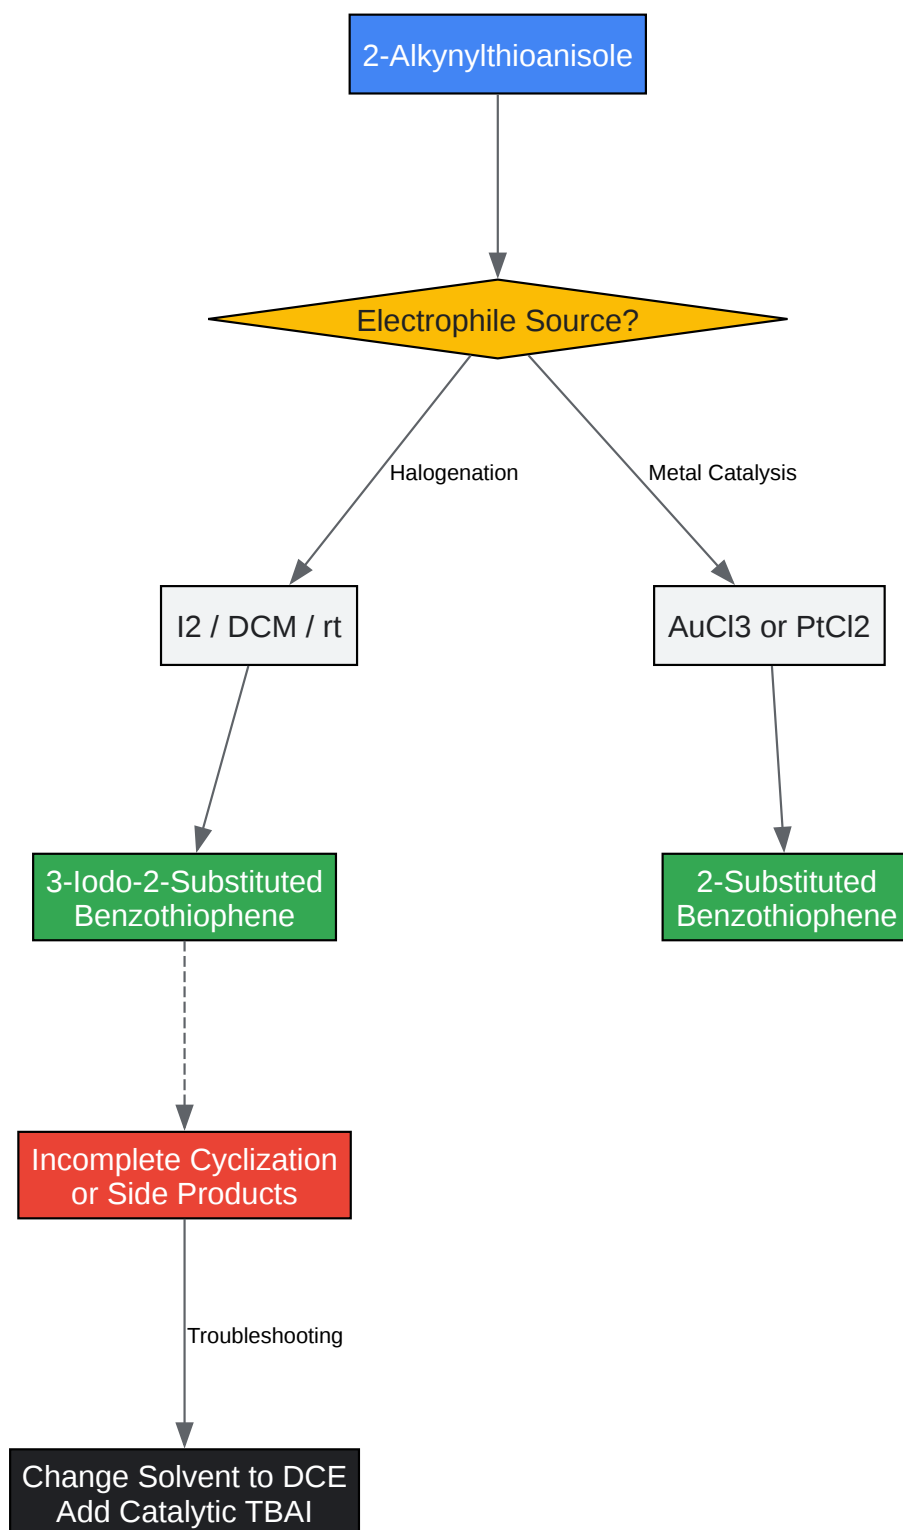 2-Alkynylthioanisole
Electrophile Source?
Halogenation
Metal Catalysis
I2 / DCM / rt
AuCl3 or PtCl2
3-Iodo-2-Substituted
Benzothiophene
2-Substituted
Benzothiophene
Incomplete Cyclization
or Side Products
Troubleshooting
Change Solvent to DCE
Add Catalytic TBAI